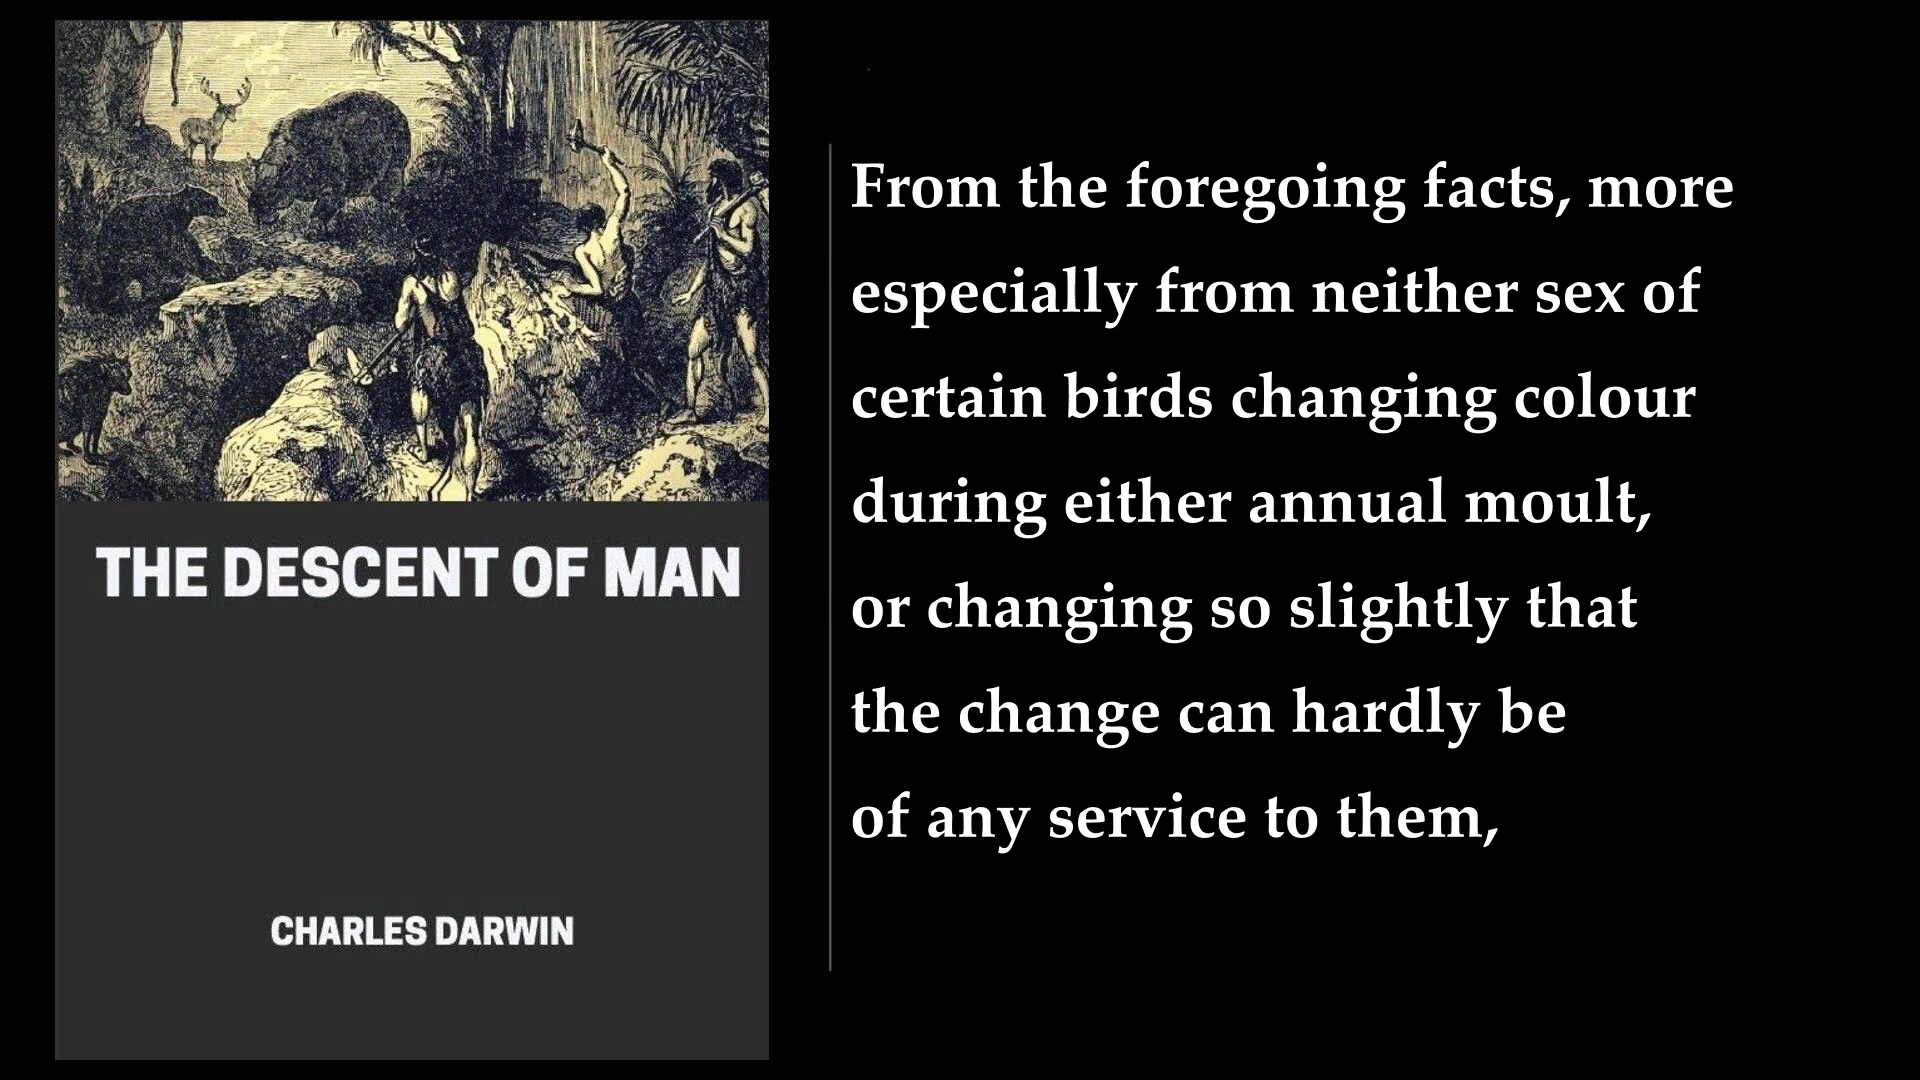 THE DESCENT OF MAN
CHARLES DARWIN
From the foregoing facts, more
especially from neither sex of
certain birds changing colour
during either annual moult,
or changing so slightly that
the change can hardly be
of any service to them,